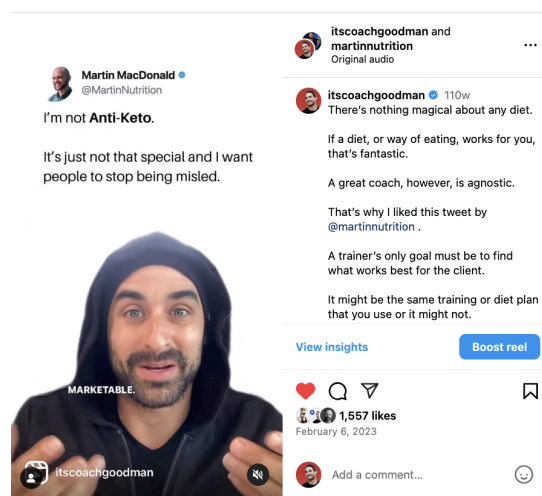 Martin MacDonald
@MartinNutrition
I'm not Anti-Keto.
It's just not that special and I want
people to stop being misled.
MARKETABLE.
itscoachgoodman
itscoachgoodman and
martinnutrition
Original audio
itscoachgoodman 110w
There's nothing magical about any diet.
If a diet, or way of eating, works for you,
that's fantastic.
A great coach, however, is agnostic.
That's why I liked this tweet by
@martinnutrition .
A trainer's only goal must be to find
what works best for the client.
It might be the same training or diet plan
that you use or it might not.
View insights
Boost reel
1,557 likes
February 6, 2023
Add a comment...